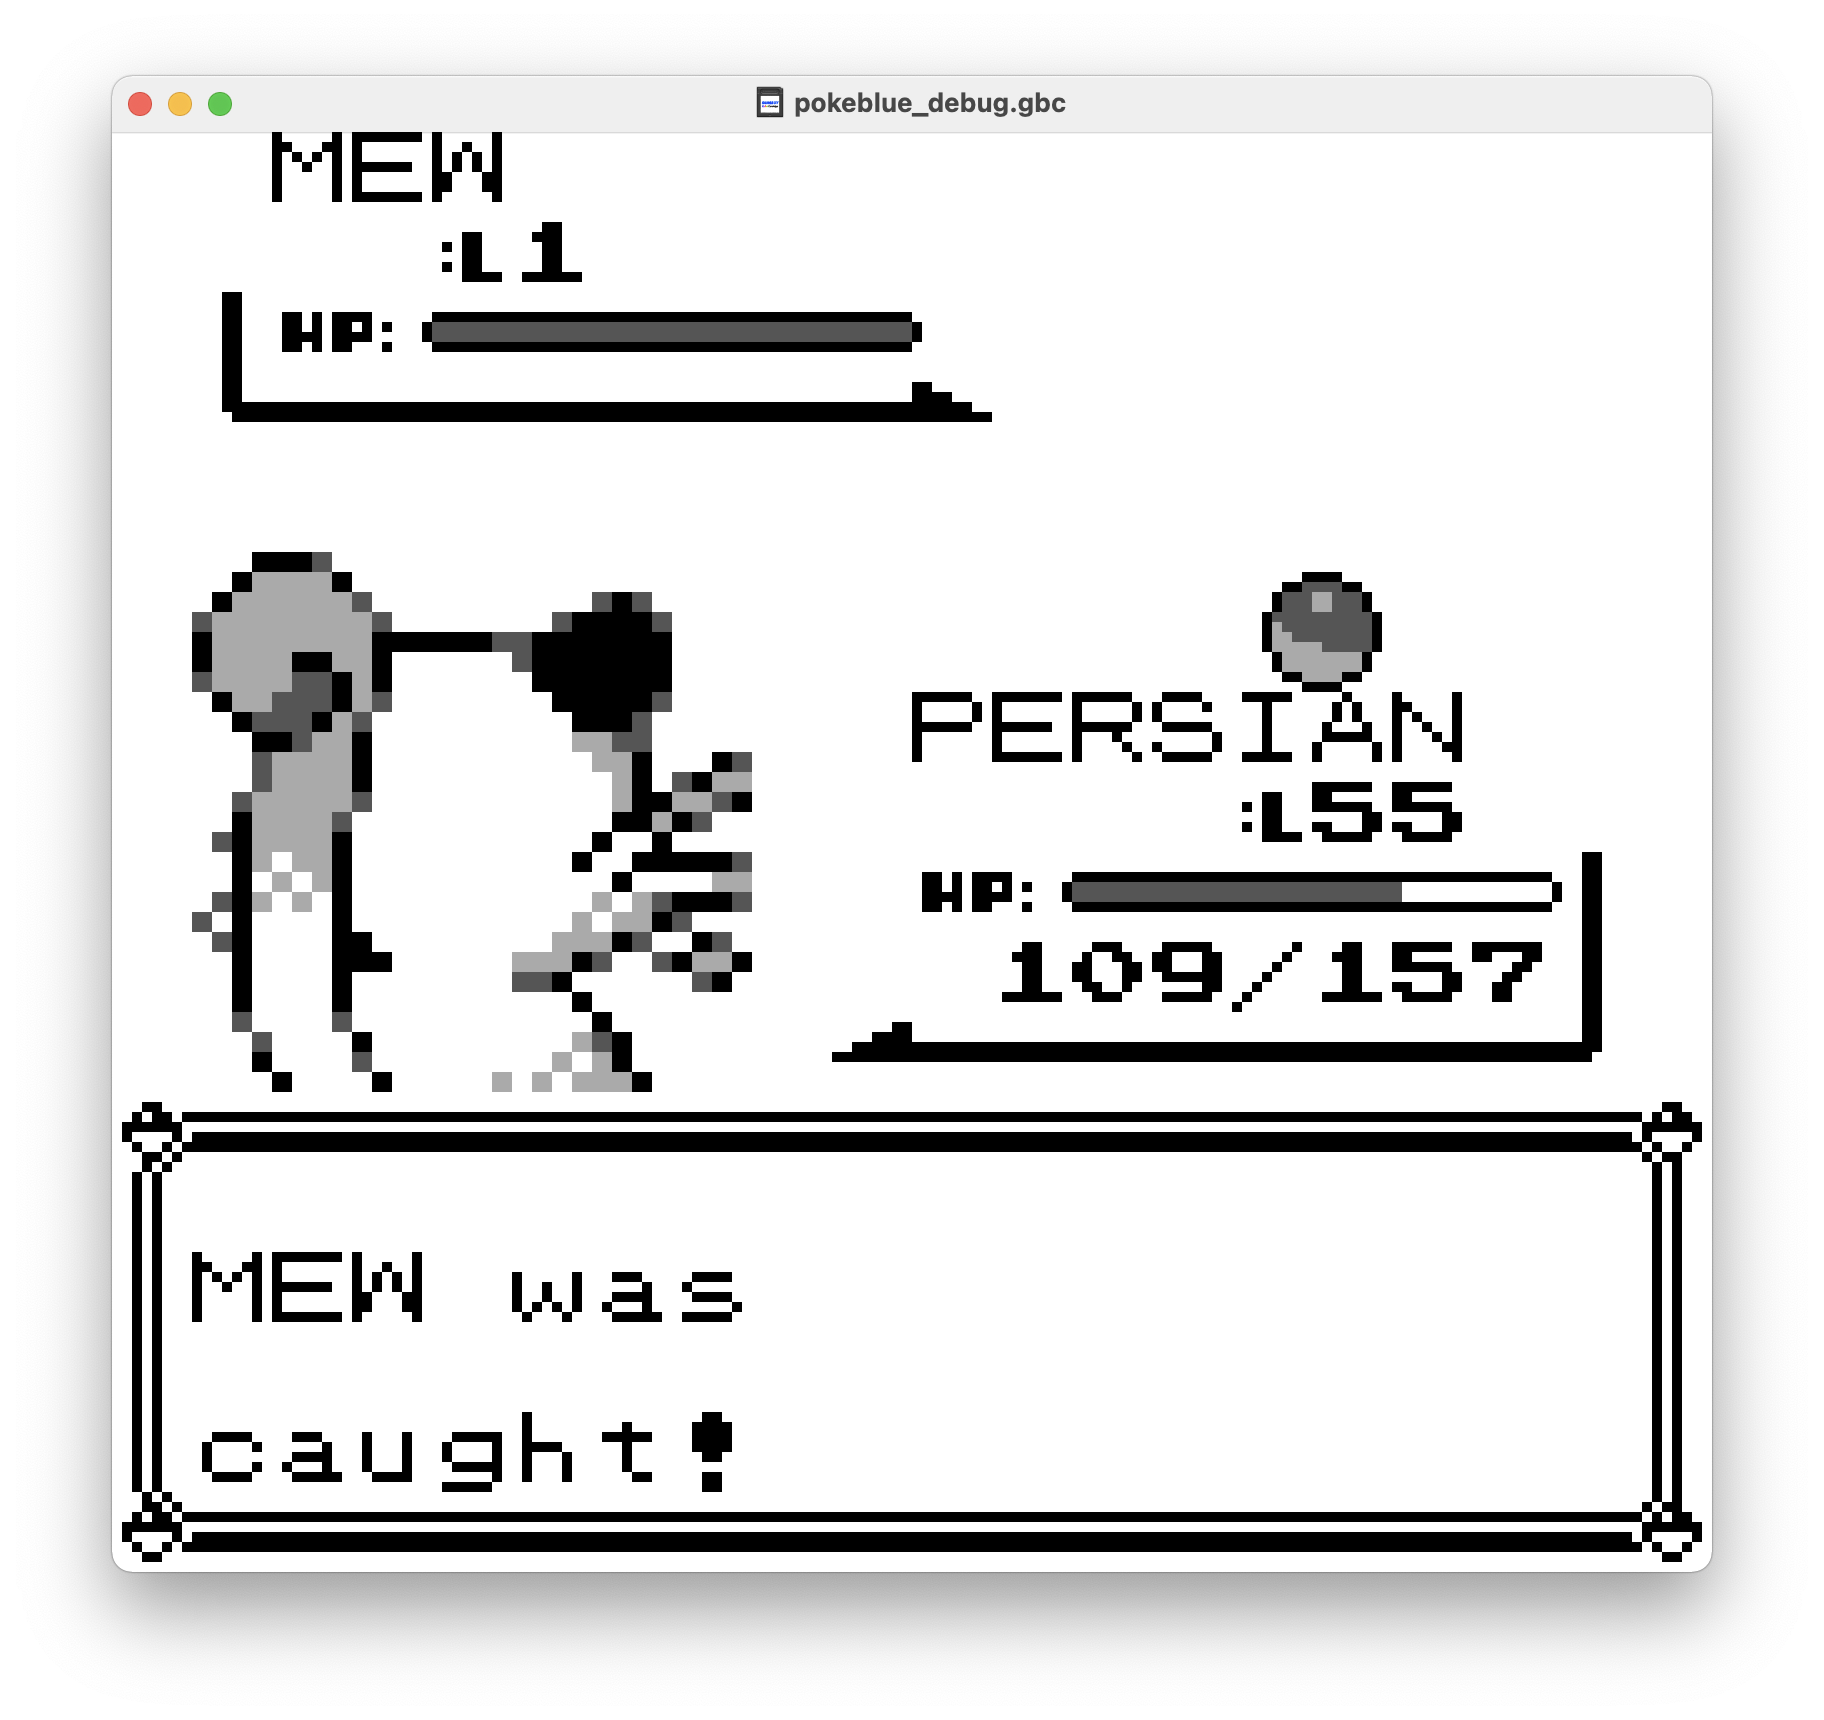 pokeblue_debug.gbc
MEW
:L1
HP:
PERSIAN
:L55
HP:
109/157
MEW was
caught!